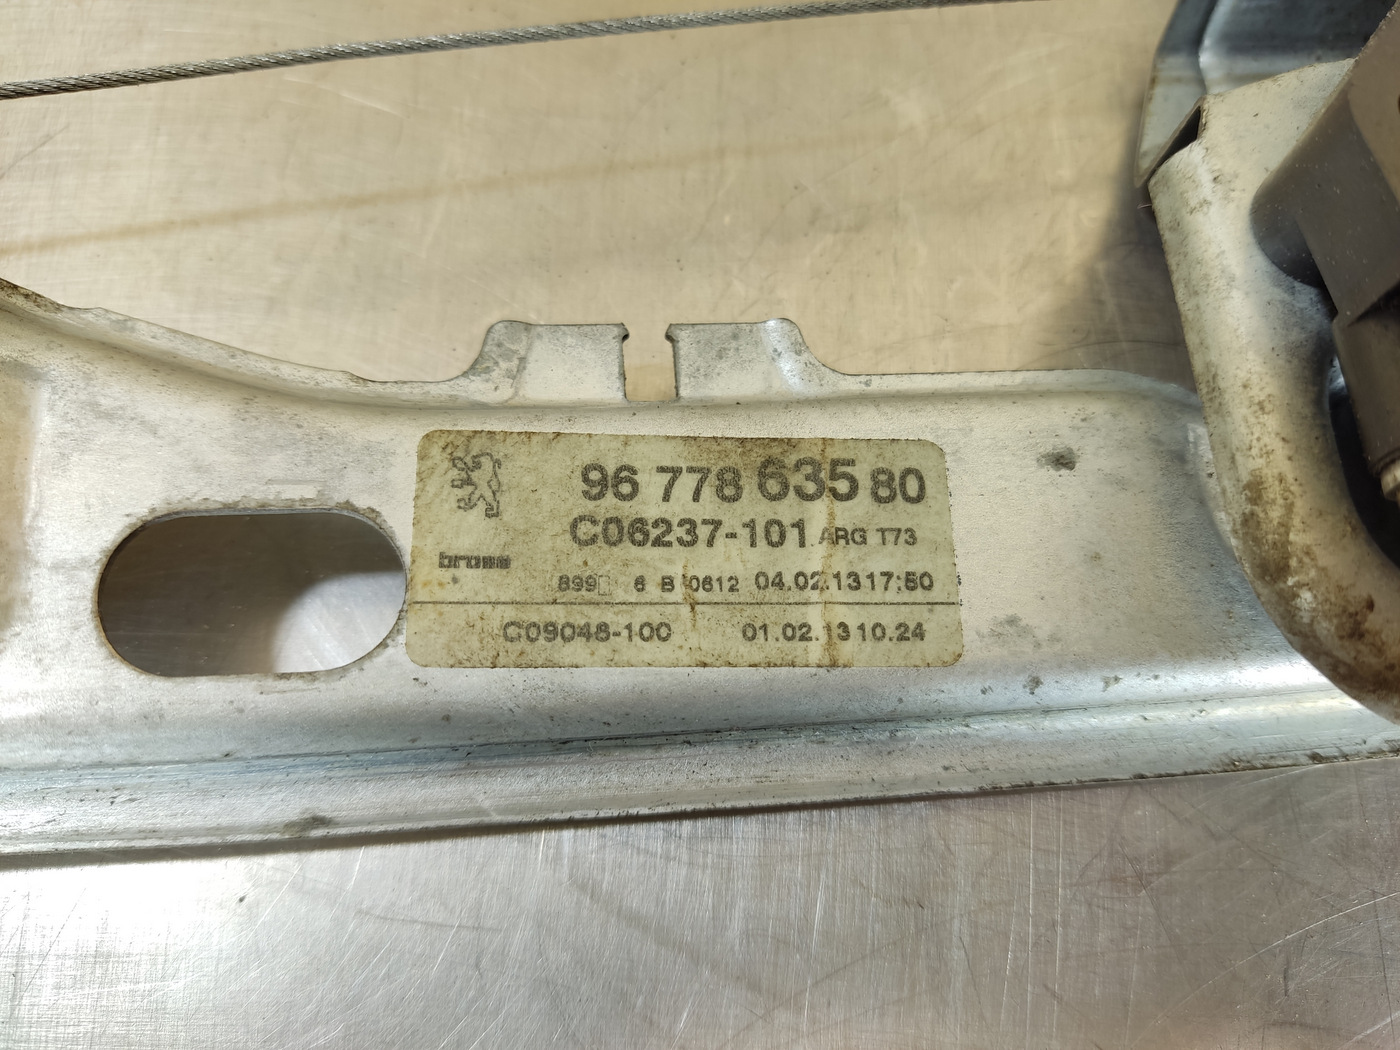 96 778 635 80
C06237-101 ARG T73
brose
899 6 B 0612 04.02.13 17:50
C09048-100 01.02.13 10.24